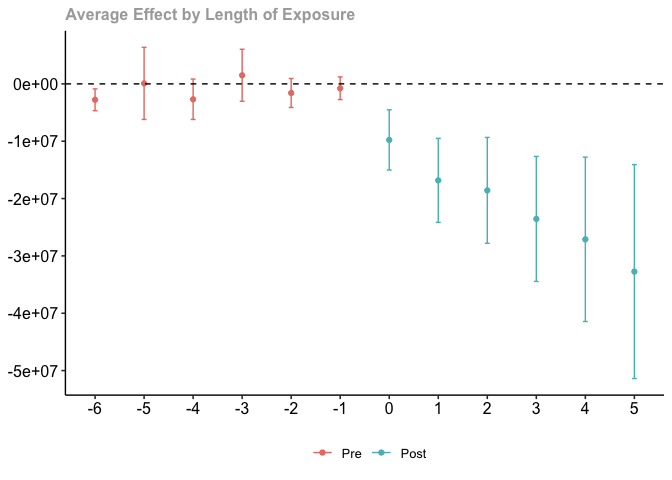 Average Effect by Length of Exposure
0e+00
-1e+07
-2e+07
-3e+07
-4e+07
-5e+07
-6 -5 -4 -3 -2 -1 0 1 2 3 4 5
Pre Post